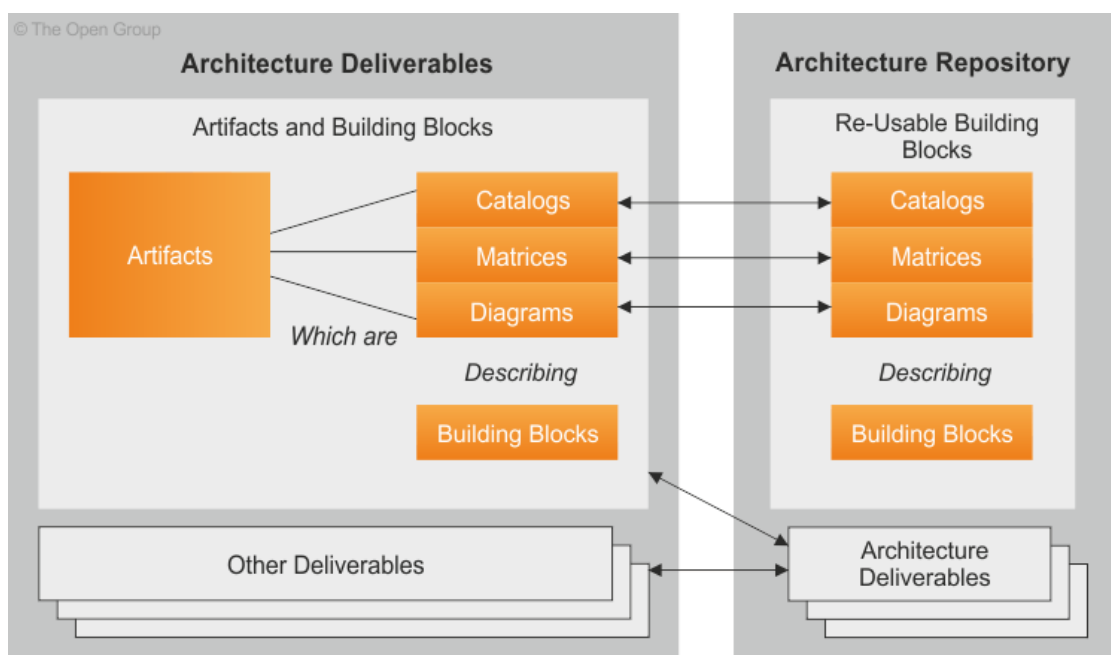 © The Open Group
Architecture Deliverables
Artifacts and Building Blocks
Artifacts
Which are
Catalogs
Matrices
Diagrams
Describing
Building Blocks
Other Deliverables
Architecture Repository
Re-Usable Building
Blocks
Catalogs
Matrices
Diagrams
Describing
Building Blocks
Architecture
Deliverables